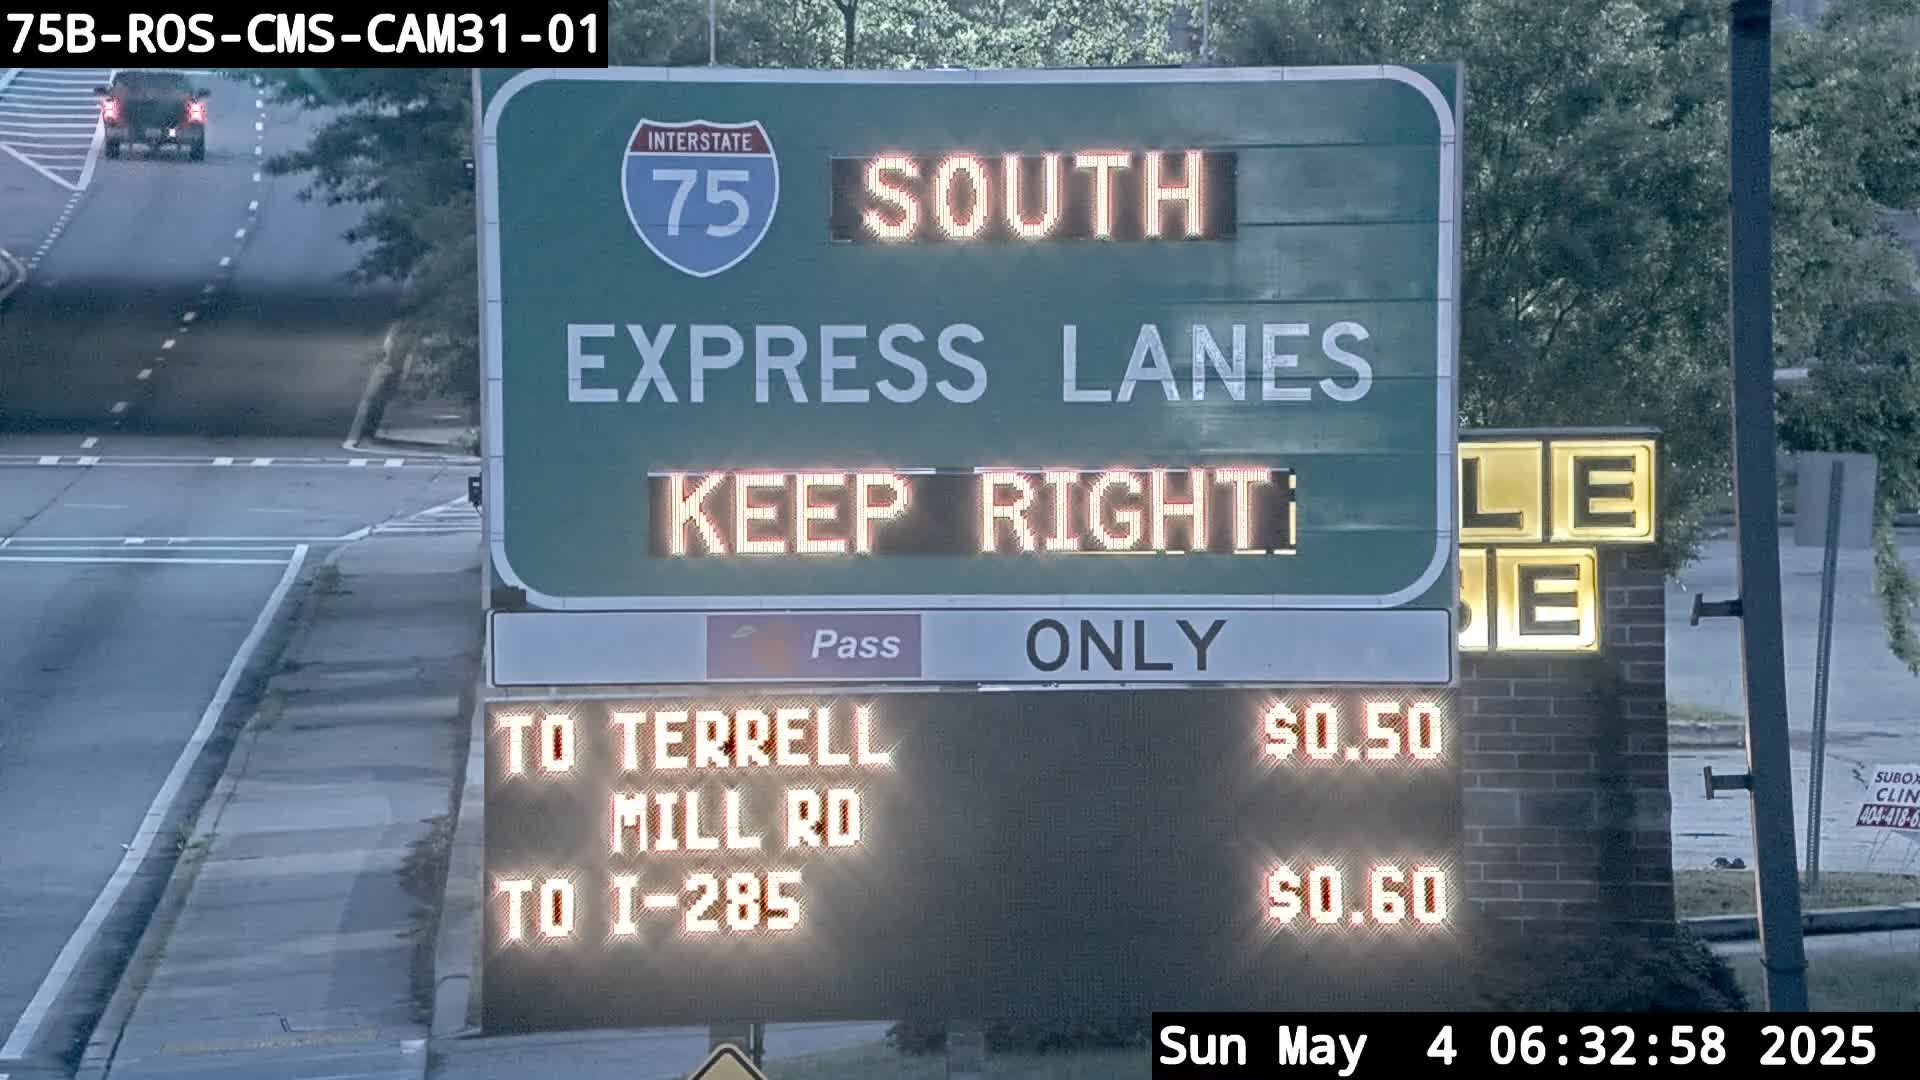 75B-ROS-CMS-CAM31-01
INTERSTATE
75
SOUTH
EXPRESS LANES
KEEP RIGHT
LE
E
Pass ONLY
TO TERRELL $0.50
MILL RD
TO I-285 $0.60
Sun May 4 06:32:58 2025